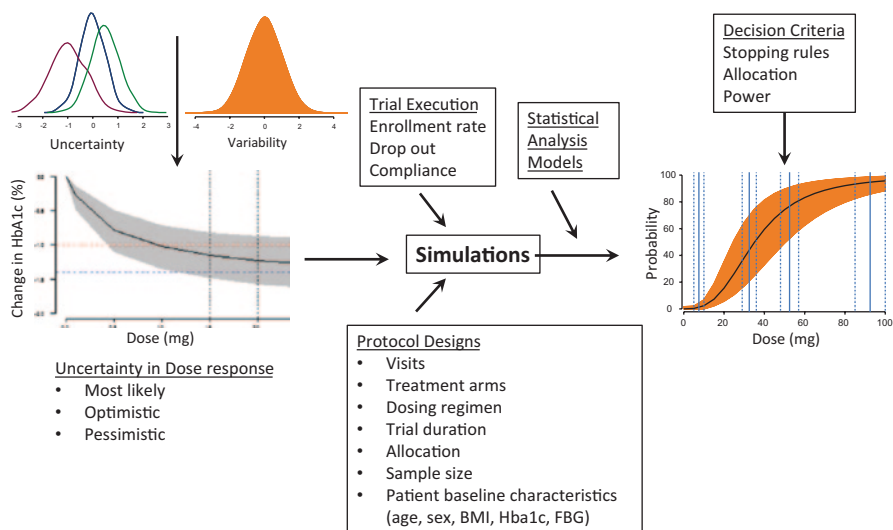 -3 -2 -1 0 1 2 3
Uncertainty
-4 -2 0 2 4
Variability
Trial Execution
Enrollment rate
Drop out
Compliance
Statistical
Analysis
Models
Decision Criteria
Stopping rules
Allocation
Power
Change in HbA1c (%)
Dose (mg)
Simulations
Probability
100
80
60
40
20
0
0 20 40 60 80 100
Dose (mg)
Uncertainty in Dose response
• Most likely
• Optimistic
• Pessimistic
Protocol Designs
• Visits
• Treatment arms
• Dosing regimen
• Trial duration
• Allocation
• Sample size
• Patient baseline characteristics
(age, sex, BMI, Hba1c, FBG)